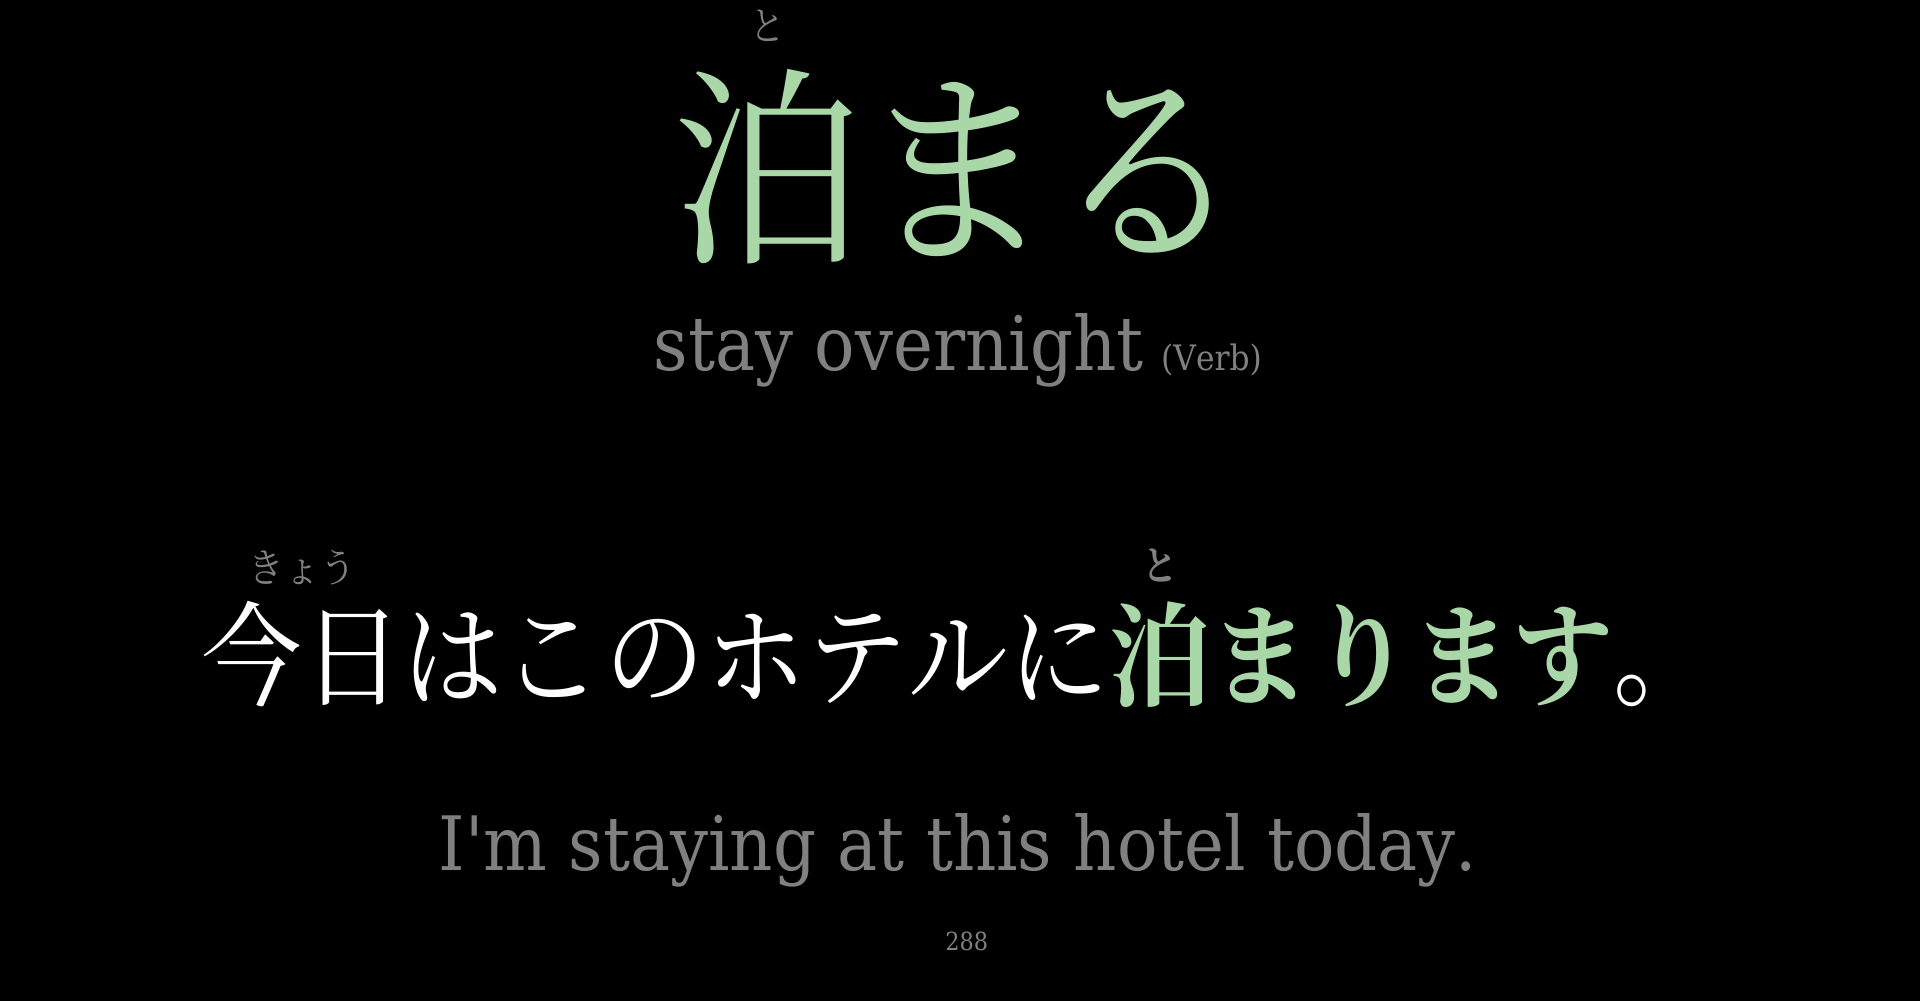 と
泊まる
stay overnight (Verb)
きょう と
今日はこのホテルに泊まります。
I'm staying at this hotel today.
288